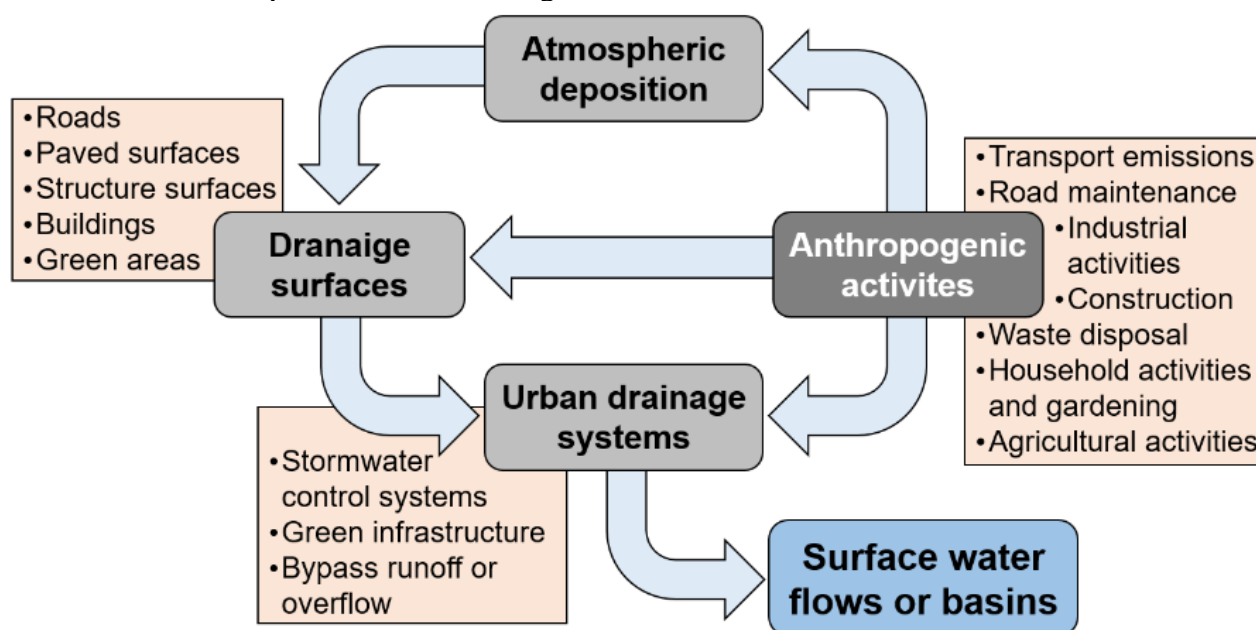 Atmospheric
deposition
•Roads
•Paved surfaces
•Structure surfaces
•Buildings
•Green areas
•Transport emissions
•Road maintenance
•Industrial
activities
•Construction
•Waste disposal
•Household activities
and gardening
•Agricultural activities
Dranaige
surfaces
Anthropogenic
activites
Urban drainage
systems
•Stormwater
control systems
•Green infrastructure
•Bypass runoff or
overflow
Surface water
flows or basins